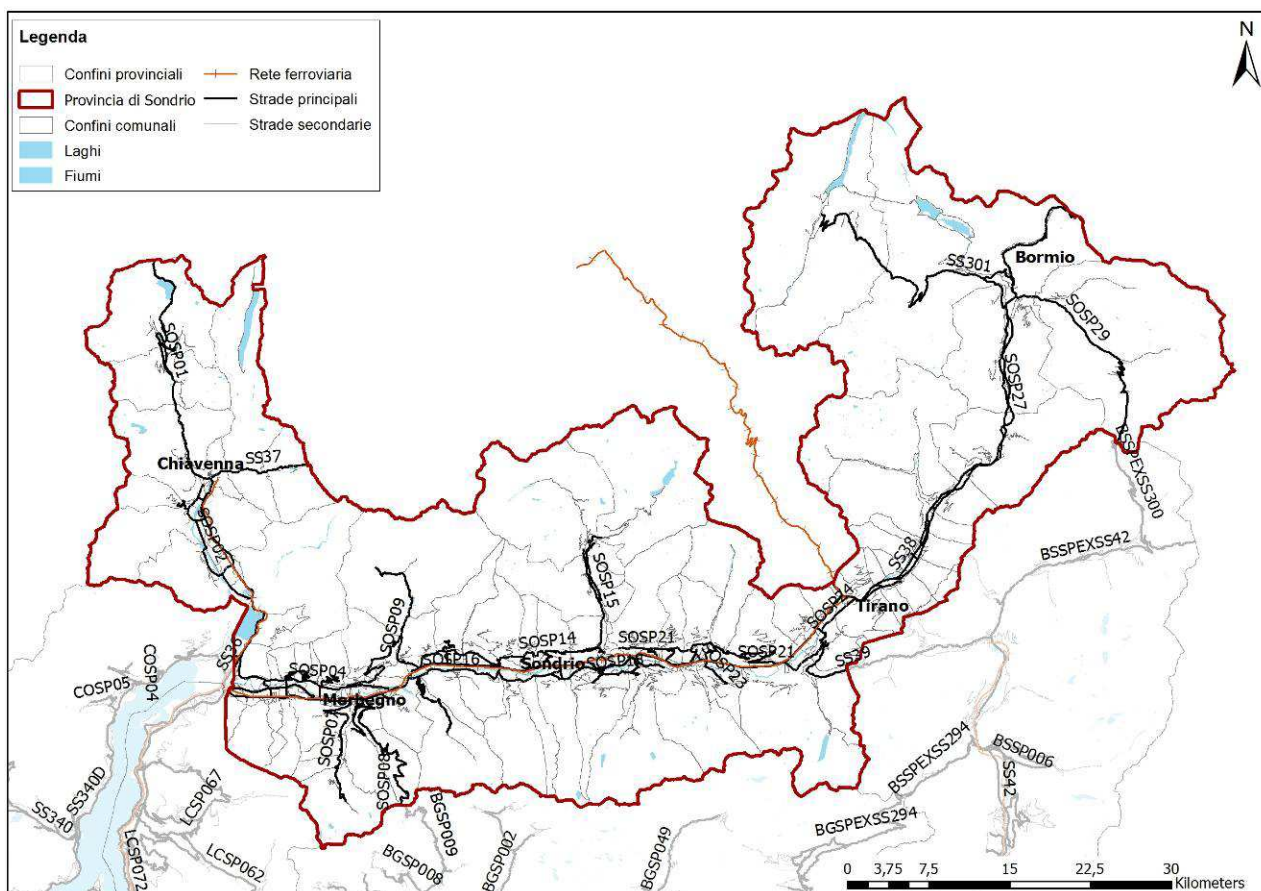 Legenda
Confini provinciali
Provincia di Sondrio
Confini comunali
Laghi
Fiumi
Rete ferroviaria
Strade principali
Strade secondarie
N
Bormio
SS301
SOSP29
SOSP01
SOSP27
Chiavenna
SS37
BSSPEXSS300
SOSP02
BSSPEXSS42
SS38
SOSP15
SOSP24
Tirano
SOSP09
SOSP14
SOSP21
SS36
SOSP16
Sondrio
SOSP21
SS39
COSP04
COSP05
SOSP04
Morbegno
SOSP08
BSSPEXSS294
BSSP006
SS340D
SS340
LCSP067
SS42
BGSP009
BGSPEXSS294
LCSP062
LCSP072
BGSP008
BGSP002
BGSP049
0 3,75 7,5 15 22,5 30
Kilometers